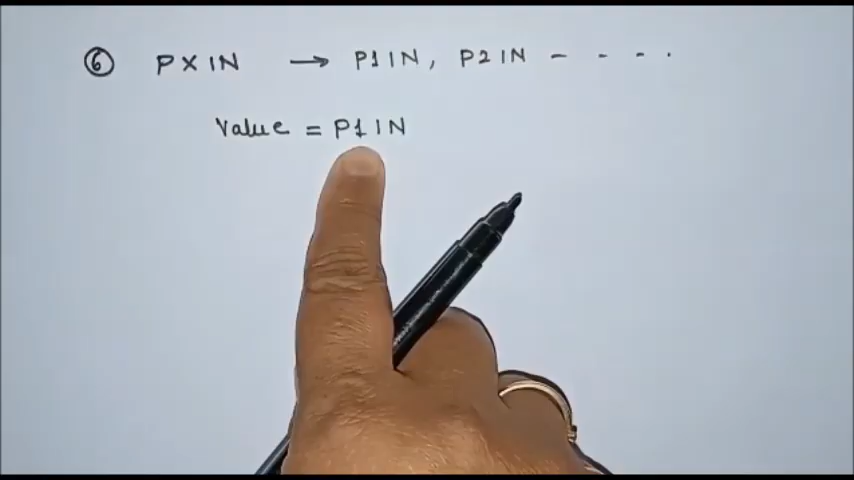 ⑥ PXIN → P1IN, P2IN - - - .
Value = P1IN